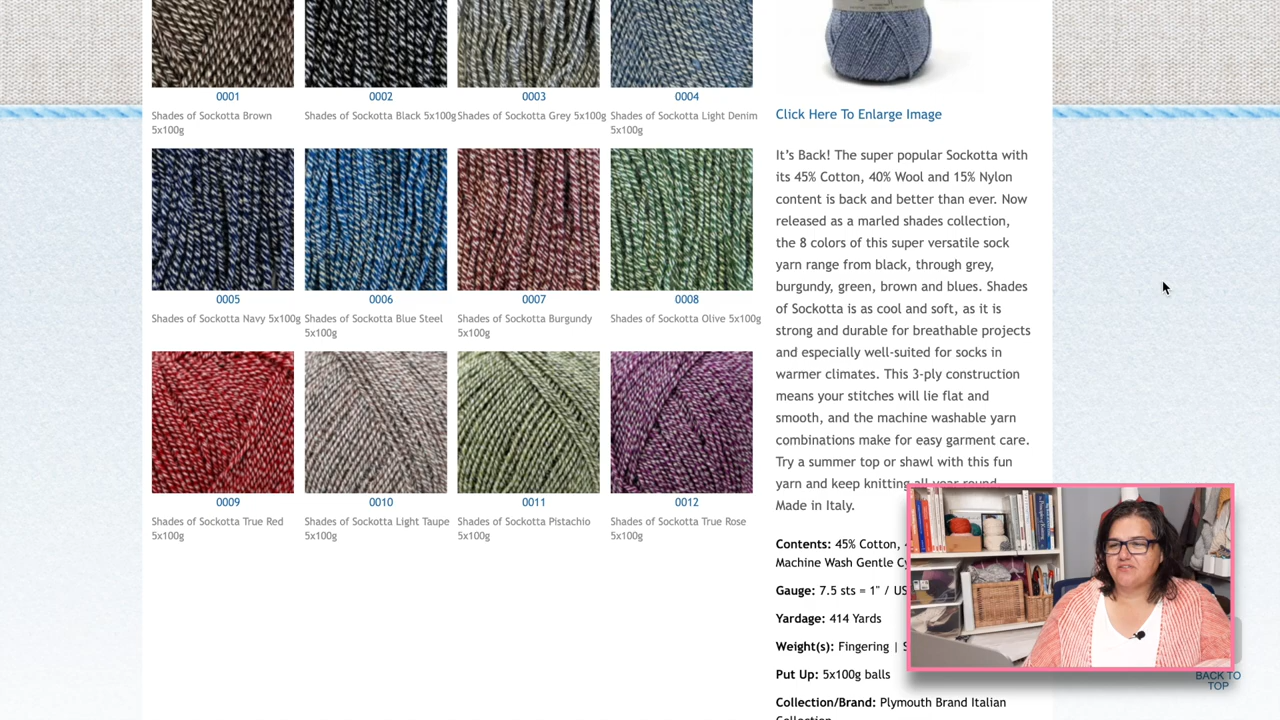 0001
0002
0003
0004
Shades of Sockotta Brown
5x100g
Shades of Sockotta Black 5x100g
Shades of Sockotta Grey 5x100g
Shades of Sockotta Light Denim
5x100g
0005
0006
0007
0008
Shades of Sockotta Navy 5x100g
Shades of Sockotta Blue Steel
5x100g
Shades of Sockotta Burgundy
5x100g
Shades of Sockotta Olive 5x100g
0009
0010
0011
0012
Shades of Sockotta True Red
5x100g
Shades of Sockotta Light Taupe
5x100g
Shades of Sockotta Pistachio
5x100g
Shades of Sockotta True Rose
5x100g
Click Here To Enlarge Image
It’s Back! The super popular Sockotta with
its 45% Cotton, 40% Wool and 15% Nylon
content is back and better than ever. Now
released as a marled shades collection,
the 8 colors of this super versatile sock
yarn range from black, through grey,
burgundy, green, brown and blues. Shades
of Sockotta is as cool and soft, as it is
strong and durable for breathable projects
and especially well-suited for socks in
warmer climates. This 3-ply construction
means your stitches will lie flat and
smooth, and the machine washable yarn
combinations make for easy garment care.
Try a summer top or shawl with this fun
yarn and keep knitting all year round.
Made in Italy.
Contents: 45% Cotton,
Machine Wash Gentle
Gauge: 7.5 sts = 1" / US
Yardage: 414 Yards
Weight(s): Fingering |
Put Up: 5x100g balls
Collection/Brand: Plymouth Brand Italian
Collection
BACK TO
TOP